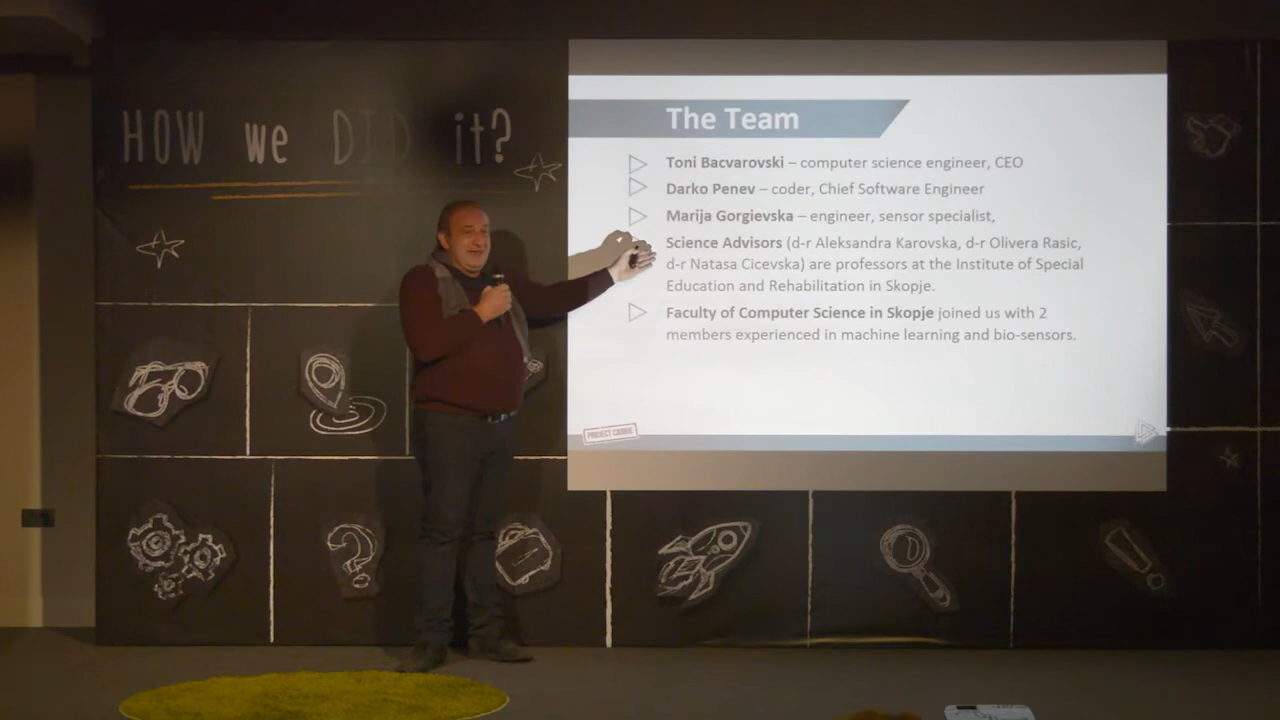 HOW we DID it?
The Team
Toni Bacvarovski – computer science engineer, CEO
Darko Penev – coder, Chief Software Engineer
Marija Gorgievska – engineer, sensor specialist,
Science Advisors (d-r Aleksandra Karovska, d-r Olivera Rasic,
d-r Natasa Cicevska) are professors at the Institute of Special
Education and Rehabilitation in Skopje.
Faculty of Computer Science in Skopje joined us with 2
members experienced in machine learning and bio-sensors.
PROJECT CARRIE